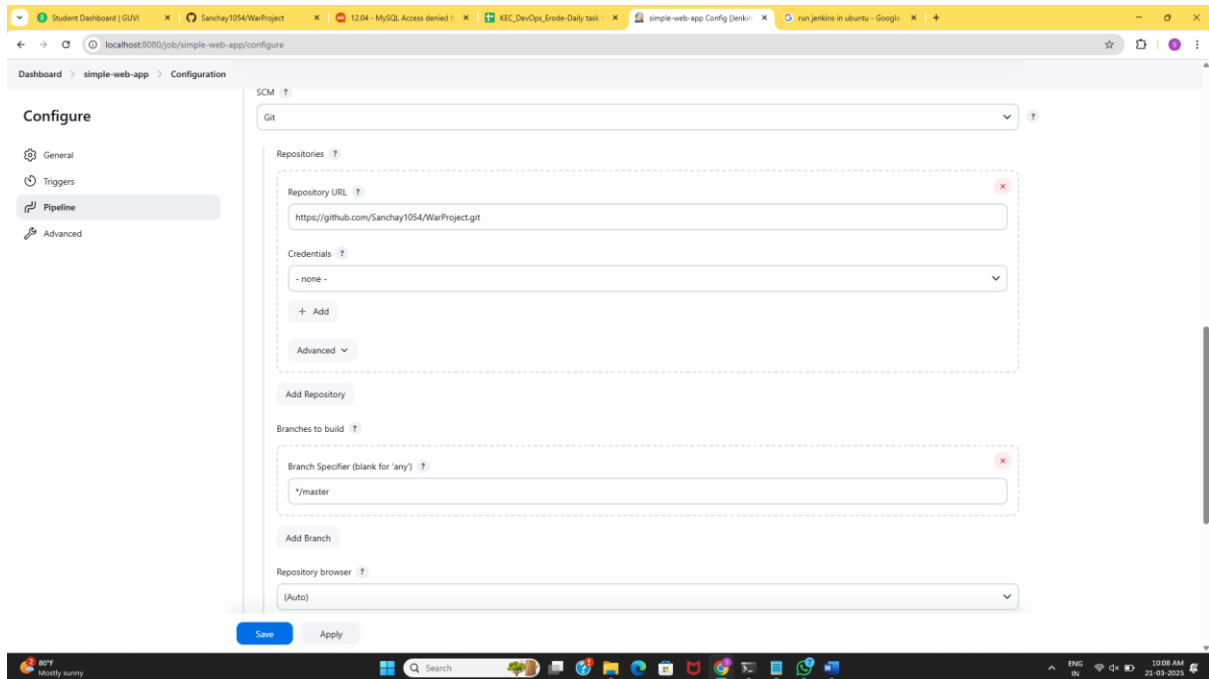 Student Dashboard | GUVI
Sanchay1054/WarProject
12.04 - MySQL Access denied f
KEC_DevOps_Erode-Daily task
simple-web-app Config [Jenkin
run jenkins in ubuntu - Google
localhost:8080/job/simple-web-app/configure
S
Dashboard > simple-web-app > Configuration
Configure
General
Triggers
Pipeline
Advanced
SCM ?
Git
?
Repositories ?
Repository URL ?
https://github.com/Sanchay1054/WarProject.git
Credentials ?
- none -
+ Add
Advanced
Add Repository
Branches to build ?
Branch Specifier (blank for 'any') ?
*/master
Add Branch
Repository browser ?
(Auto)
Save Apply
2
80°F
Mostly sunny
Search
ENG
IN
10:08 AM
21-03-2025